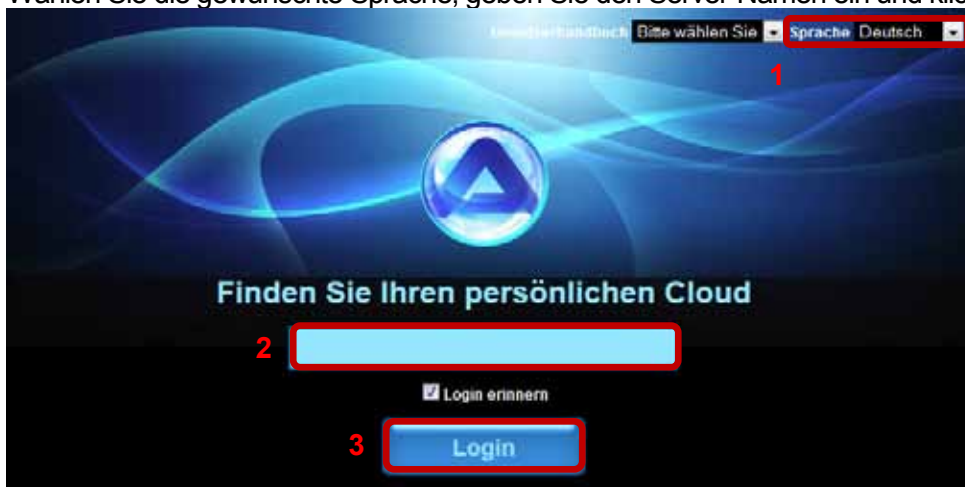 Wählen Sie die gewünschte Sprache, geben Sie den Server-Namen ein und
Bitte wählen Sie Sprache Deutsch
1
Finden Sie Ihren persönlichen Cloud
2
Login erinnern
3 Login